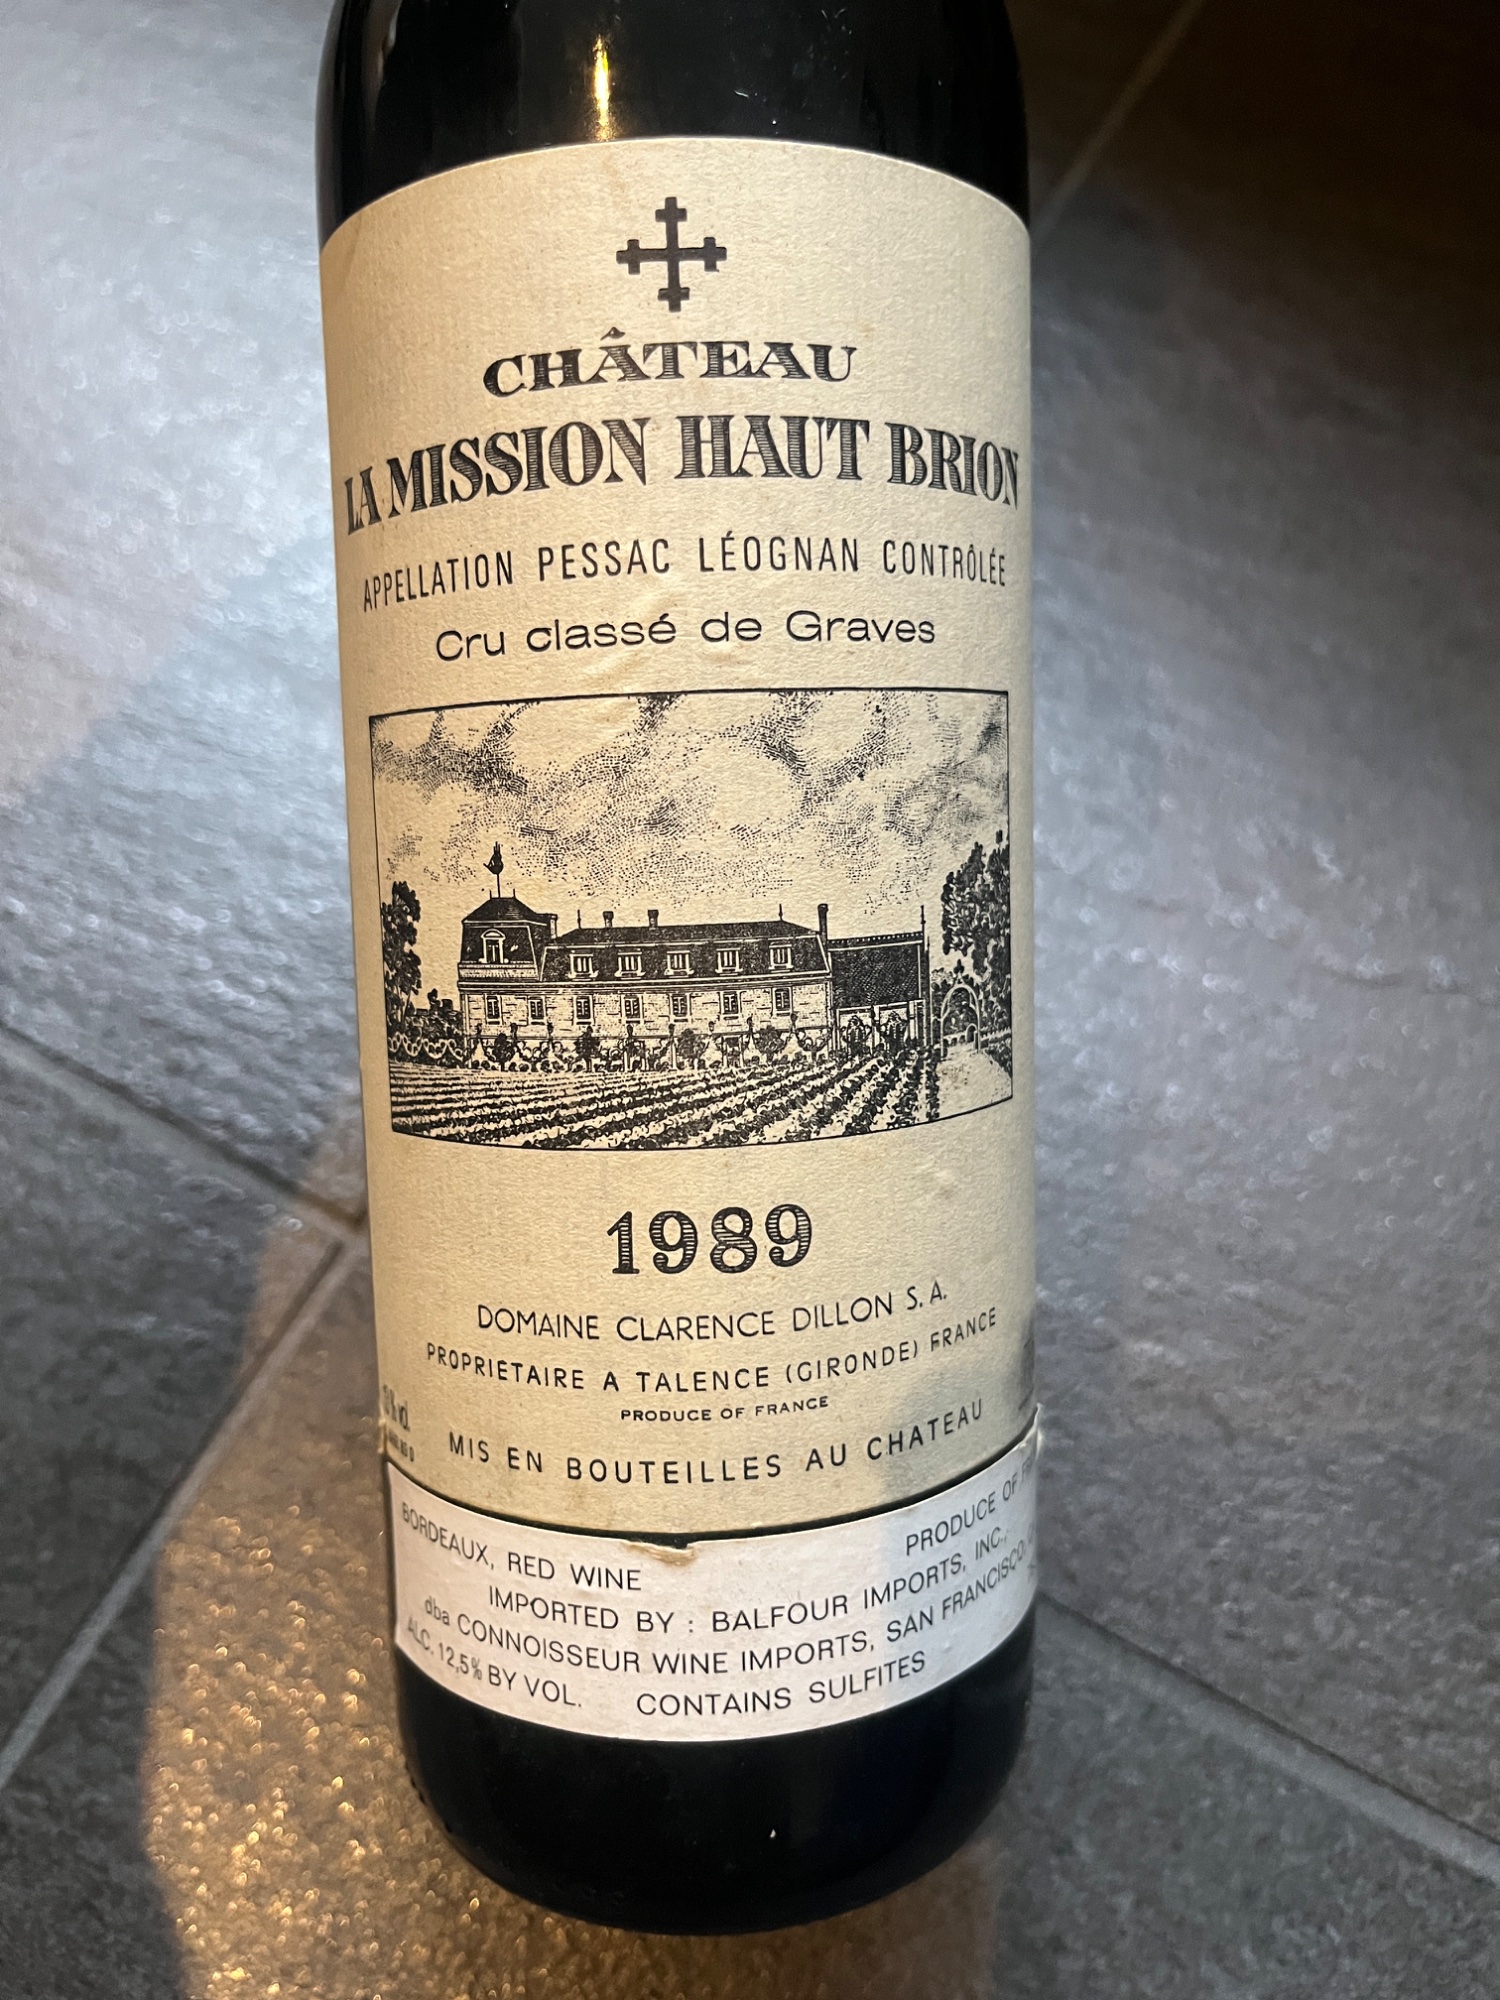 CHÂTEAU
LA MISSION HAUT BRION
APPELLATION PESSAC LÉOGNAN CONTRÔLÉE
Cru classé de Graves
1989
DOMAINE CLARENCE DILLON S.A.
PROPRIETAIRE A TALENCE (GIRONDE) FRANCE
PRODUCE OF FRANCE
MIS EN BOUTEILLES AU CHATEAU
BORDEAUX, RED WINE PRODUCE OF
IMPORTED BY : BALFOUR IMPORTS, INC.,
dba CONNOISSEUR WINE IMPORTS, SAN FRANCISCO,
ALC. 12,5% BY VOL. CONTAINS SULFITES